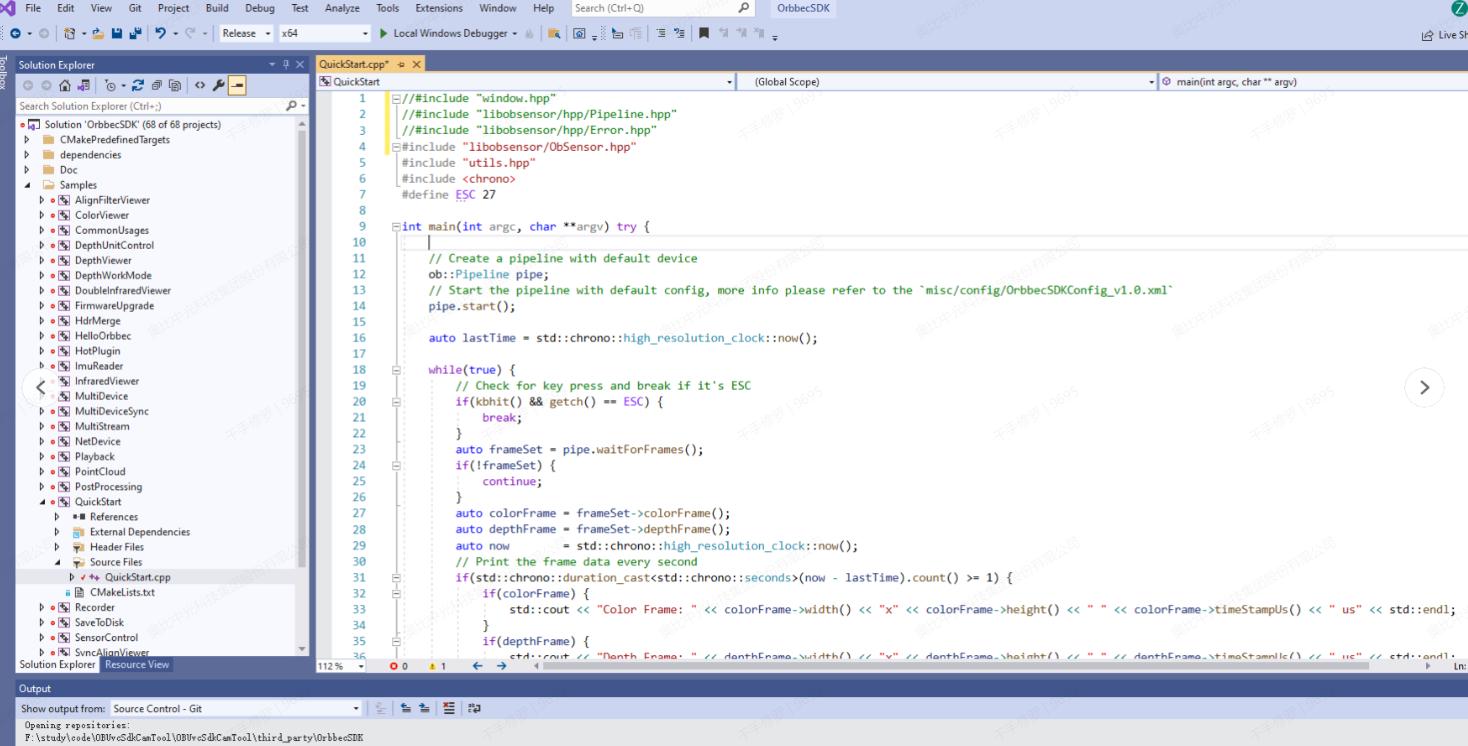 File Edit View Git Project Build Debug Test Analyze Tools Extensions Window Help Search (Ctrl+Q) OrbbecSDK Z
Release x64 Local Windows Debugger Live Sh
Toolbox
Solution Explorer
Search Solution Explorer (Ctrl+;)
Solution 'OrbbecSDK' (68 of 68 projects)
CMakePredefinedTargets
dependencies
Doc
Samples
AlignFilterViewer
ColorViewer
CommonUsages
DepthUnitControl
DepthViewer
DepthWorkMode
DoubleInfraredViewer
FirmwareUpgrade
HdrMerge
HelloOrbbec
HotPlugin
ImuReader
InfraredViewer
MultiDevice
MultiDeviceSync
MultiStream
NetDevice
Playback
PointCloud
PostProcessing
QuickStart
References
External Dependencies
Header Files
Source Files
QuickStart.cpp
CMakeLists.txt
Recorder
SaveToDisk
SensorControl
SyncAlignViewer
Solution Explorer Resource View
QuickStart.cpp*
QuickStart (Global Scope) main(int argc, char ** argv)
1 //#include "window.hpp"
2 //#include "libobsensor/hpp/Pipeline.hpp"
3 //#include "libobsensor/hpp/Error.hpp"
4 #include "libobsensor/ObSensor.hpp"
5 #include "utils.hpp"
6 #include <chrono>
7 #define ESC 27
8
9 int main(int argc, char **argv) try {
10
11 // Create a pipeline with default device
12 ob::Pipeline pipe;
13 // Start the pipeline with default config, more info please refer to the `misc/config/OrbbecSDKConfig_v1.0.xml`
14 pipe.start();
15
16 auto lastTime = std::chrono::high_resolution_clock::now();
17
18 while(true) {
19 // Check for key press and break if it's ESC
20 if(kbhit() && getch() == ESC) {
21 break;
22 }
23 auto frameSet = pipe.waitForFrames();
24 if(!frameSet) {
25 continue;
26 }
27 auto colorFrame = frameSet->colorFrame();
28 auto depthFrame = frameSet->depthFrame();
29 auto now = std::chrono::high_resolution_clock::now();
30 // Print the frame data every second
31 if(std::chrono::duration_cast<std::chrono::seconds>(now - lastTime).count() >= 1) {
32 if(colorFrame) {
33 std::cout << "Color Frame: " << colorFrame->width() << "x" << colorFrame->height() << " " << colorFrame->timeStampUs() << " us" << std::endl;
34 }
35 if(depthFrame) {
36 std::cout << "Depth Frame: " << depthFrame->width() << "x" << depthFrame->height() << " " << depthFrame->timeStampUs() << " us" << std::endl;
112 % 0 1 Ln:
Output
Show output from: Source Control - Git
Opening repositories:
F:\study\code\OBUvcSdkCamTool\OBUvcSdkCamTool\third_party\OrbbecSDK